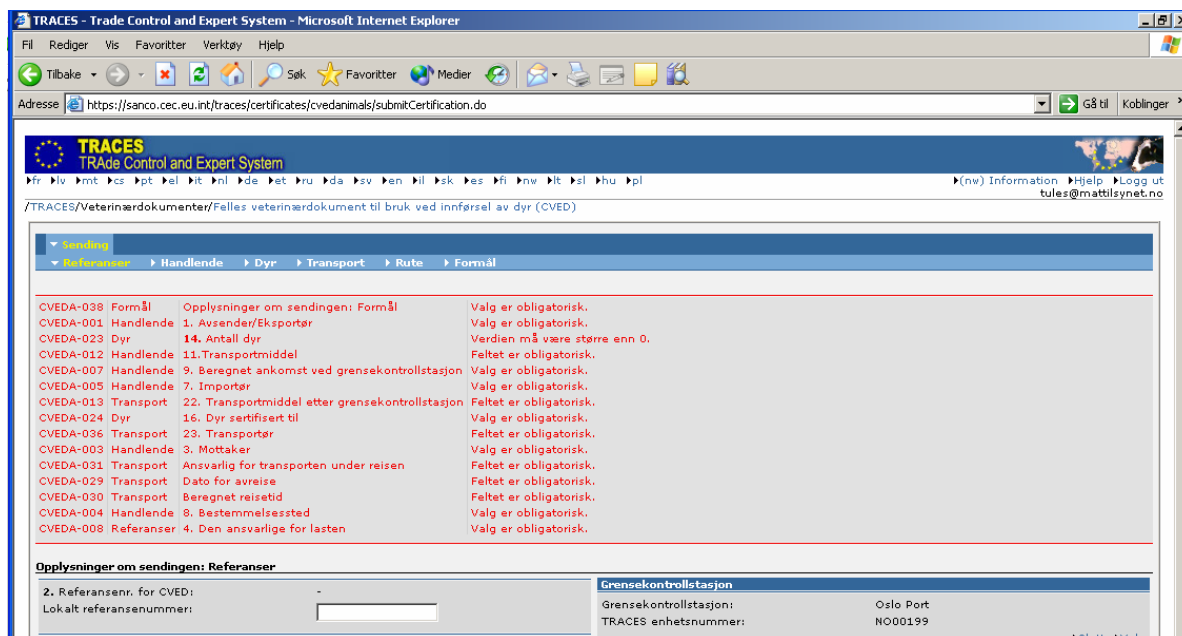 TRACES - Trade Control and Expert System - Microsoft Internet Explorer
Fil Rediger Vis Favoritter Verktøy Hjelp
Tilbake Søk Favoritter Medier
Adresse https://sanco.cec.eu.int/traces/certificates/cvedanimals/submitCertification.do Gå til Koblinger
TRACES
TRAde Control and Expert System
fr lv mt cs pt el it nl de et ru da sv en il sk es fi nw lt sl hu pl (nw) Information Hjelp Logg ut
tules@mattilsynet.no
/TRACES/Veterinærdokumenter/Felles veterinærdokument til bruk ved innførsel av dyr (CVED)
Sending
Referanser Handlende Dyr Transport Rute Formål
CVEDA-038 Formål Opplysninger om sendingen: Formål Valg er obligatorisk.
CVEDA-001 Handlende 1. Avsender/Eksportør Valg er obligatorisk.
CVEDA-023 Dyr 14. Antall dyr Verdien må være større enn 0.
CVEDA-012 Handlende 11.Transportmiddel Feltet er obligatorisk.
CVEDA-007 Handlende 9. Beregnet ankomst ved grensekontrollstasjon Valg er obligatorisk.
CVEDA-005 Handlende 7. Importør Valg er obligatorisk.
CVEDA-013 Transport 22. Transportmiddel etter grensekontrollstasjon Feltet er obligatorisk.
CVEDA-024 Dyr 16. Dyr sertifisert til Valg er obligatorisk.
CVEDA-036 Transport 23. Transportør Feltet er obligatorisk.
CVEDA-003 Handlende 3. Mottaker Valg er obligatorisk.
CVEDA-031 Transport Ansvarlig for transporten under reisen Feltet er obligatorisk.
CVEDA-029 Transport Dato for avreise Feltet er obligatorisk.
CVEDA-030 Transport Beregnet reisetid Feltet er obligatorisk.
CVEDA-004 Handlende 8. Bestemmelsessted Valg er obligatorisk.
CVEDA-008 Referanser 4. Den ansvarlige for lasten Valg er obligatorisk.
Opplysninger om sendingen: Referanser
2. Referansenr. for CVED: -
Lokalt referansenummer:
Grensekontrollstasjon
Grensekontrollstasjon: Oslo Port
TRACES enhetsnummer: NO00199